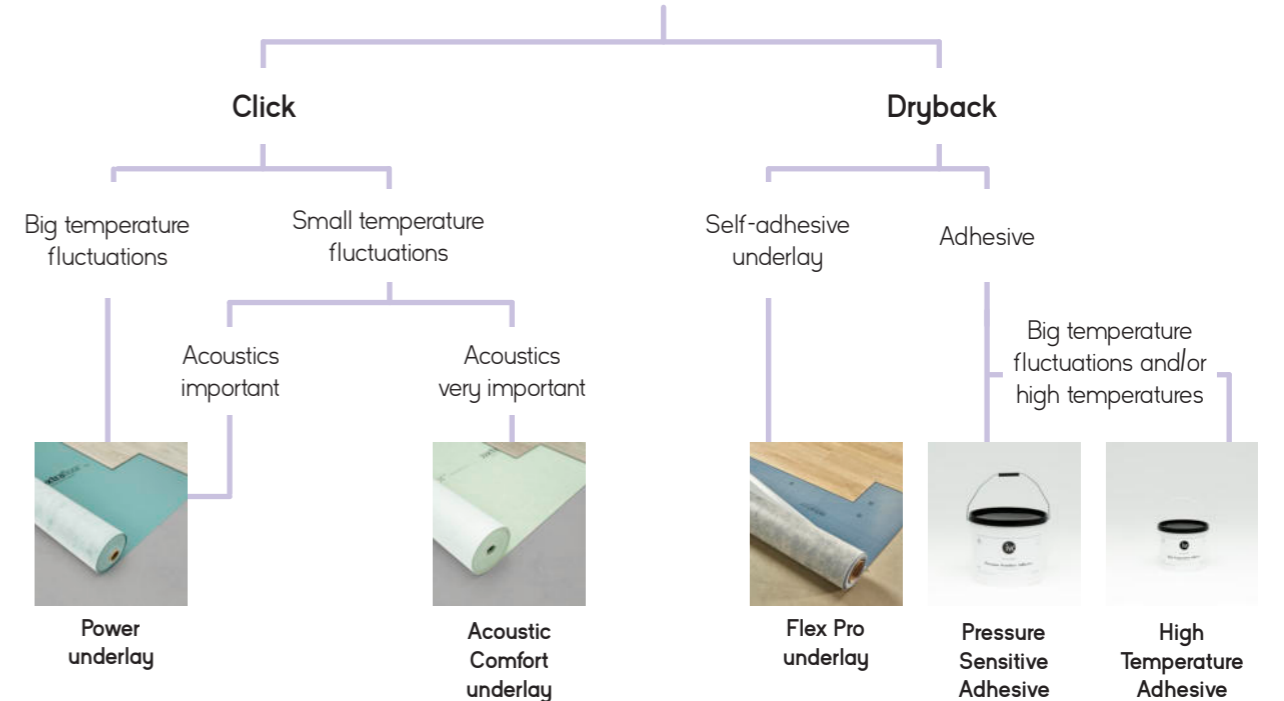 Click
Dryback
Big temperature
fluctuations
Small temperature
fluctuations
Self-adhesive
underlay
Adhesive
Acoustics
important
Acoustics
very important
Big temperature
fluctuations and/or
high temperatures
Power
underlay
Acoustic
Comfort
underlay
Flex Pro
underlay
Pressure
Sensitive
Adhesive
High
Temperature
Adhesive